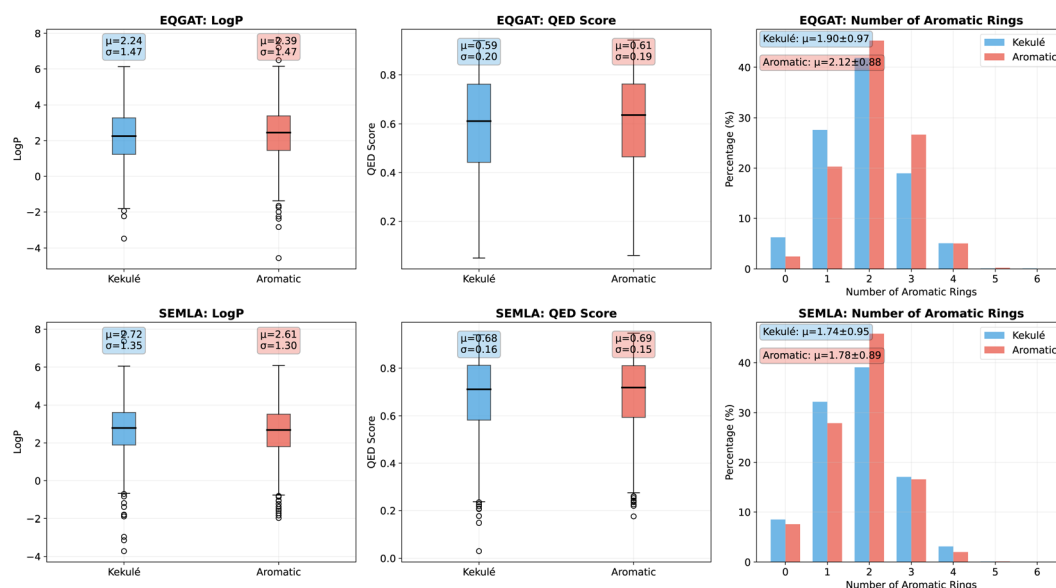 EQGAT: LogP
μ=2.24
σ=1.47
μ=2.39
σ=1.47
8
6
4
2
0
−2
−4
LogP
Kekulé
Aromatic
EQGAT: QED Score
μ=0.59
σ=0.20
μ=0.61
σ=0.19
0.8
0.6
0.4
0.2
QED Score
Kekulé
Aromatic
EQGAT: Number of Aromatic Rings
Kekulé: μ=1.90±0.97
Aromatic: μ=2.12±0.88
Kekulé
Aromatic
40
30
20
10
0
Percentage (%)
0 1 2 3 4 5 6
Number of Aromatic Rings
SEMLA: LogP
μ=2.72
σ=1.35
μ=2.61
σ=1.30
8
6
4
2
0
−2
−4
LogP
Kekulé
Aromatic
SEMLA: QED Score
μ=0.68
σ=0.16
μ=0.69
σ=0.15
0.8
0.6
0.4
0.2
0.0
QED Score
Kekulé
Aromatic
SEMLA: Number of Aromatic Rings
Kekulé: μ=1.74±0.95
Aromatic: μ=1.78±0.89
Kekulé
Aromatic
40
30
20
10
0
Percentage (%)
0 1 2 3 4 5 6
Number of Aromatic Rings